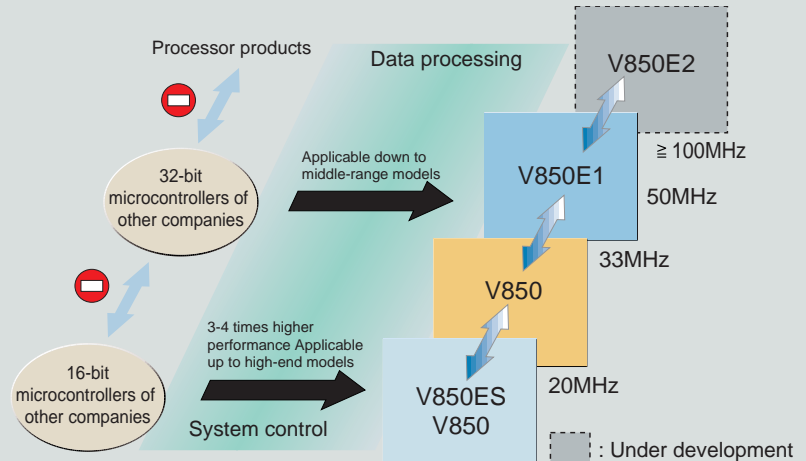 Processor products
Data processing
V850E2
≧ 100MHz
32-bit
microcontrollers of
other companies
Applicable down to
middle-range models
V850E1
50MHz
33MHz
V850
3-4 times higher
performance Applicable
up to high-end models
16-bit
microcontrollers of
other companies
20MHz
V850ES
V850
System control
: Under development